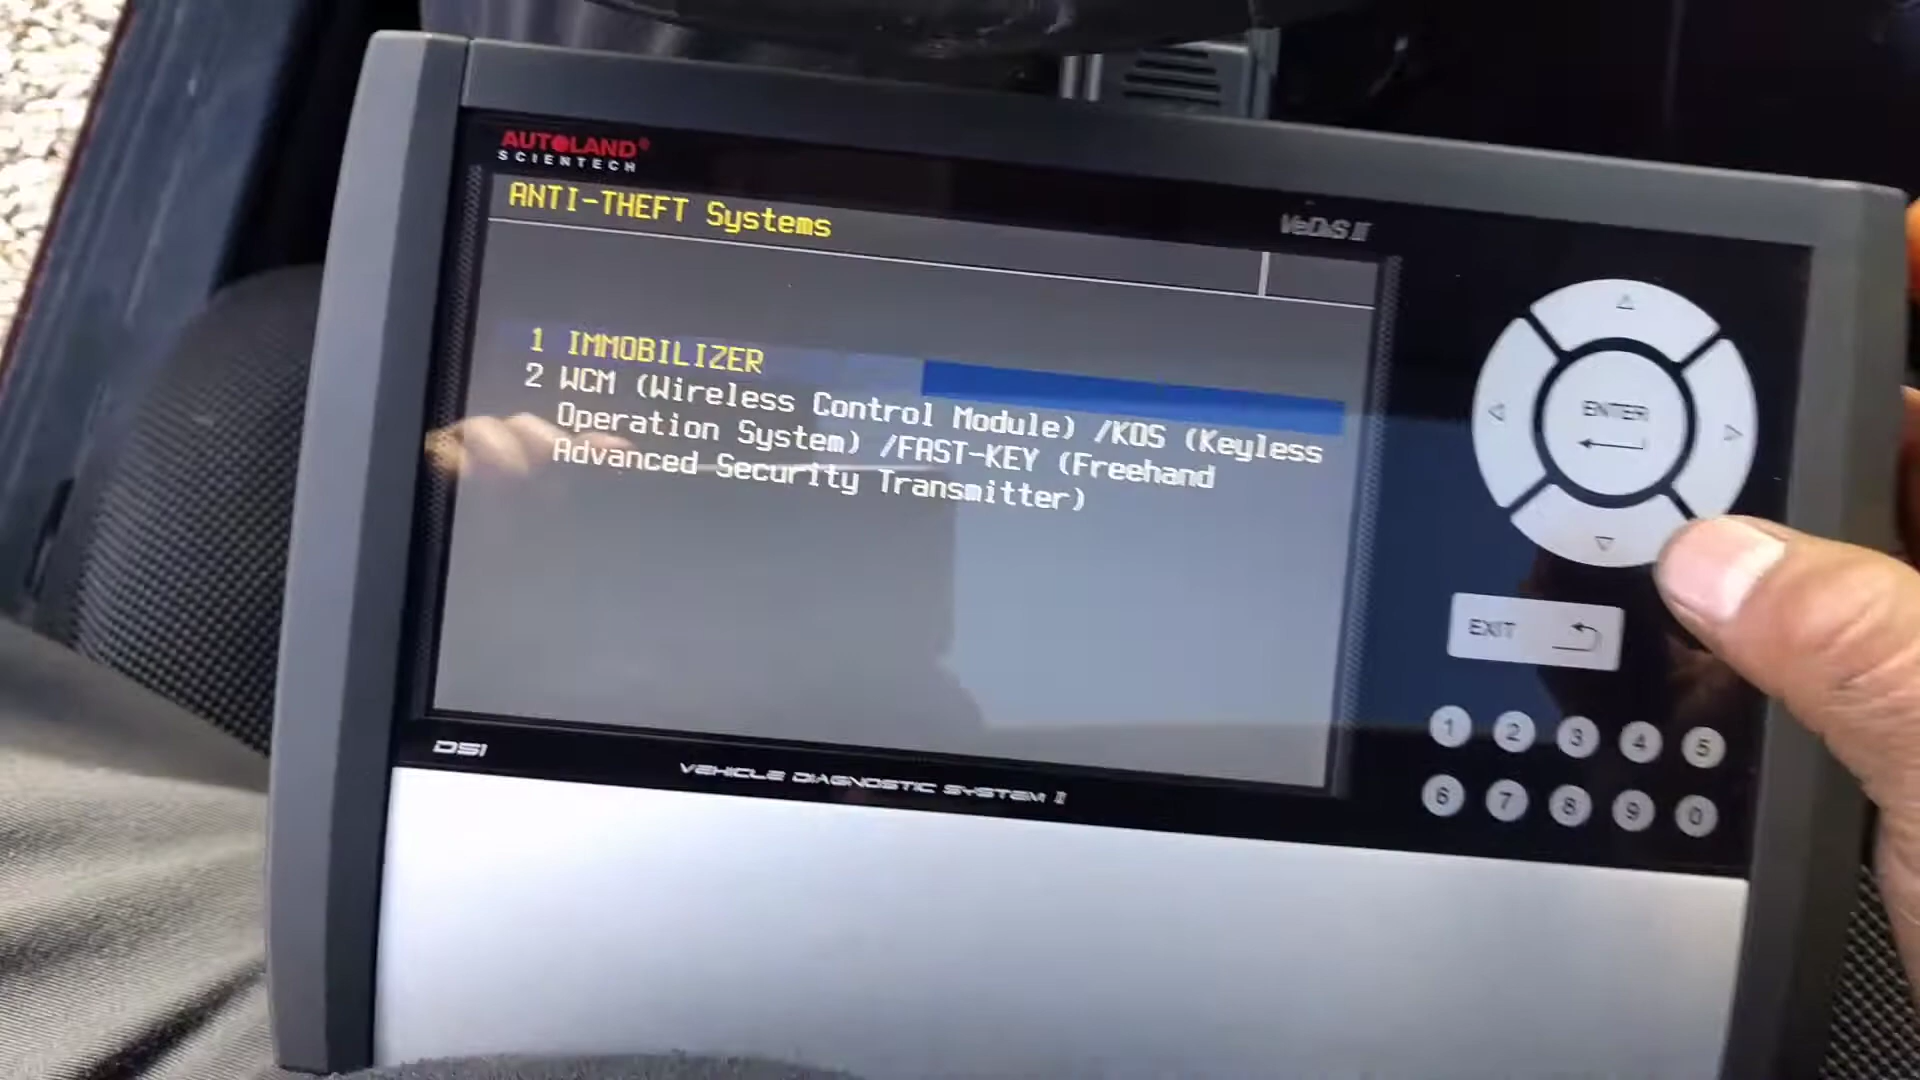 AUTOLAND®
SCIENTECH
ANTI-THEFT Systems
VeDiS II
1 IMMOBILIZER
2 WCM (Wireless Control Module) /KOS (Keyless
Operation System) /FAST-KEY (Freehand
Advanced Security Transmitter)
ENTER
EXIT
DSI
VEHICLE DIAGNOSTIC SYSTEM II
1 2 3 4 5
6 7 8 9 0